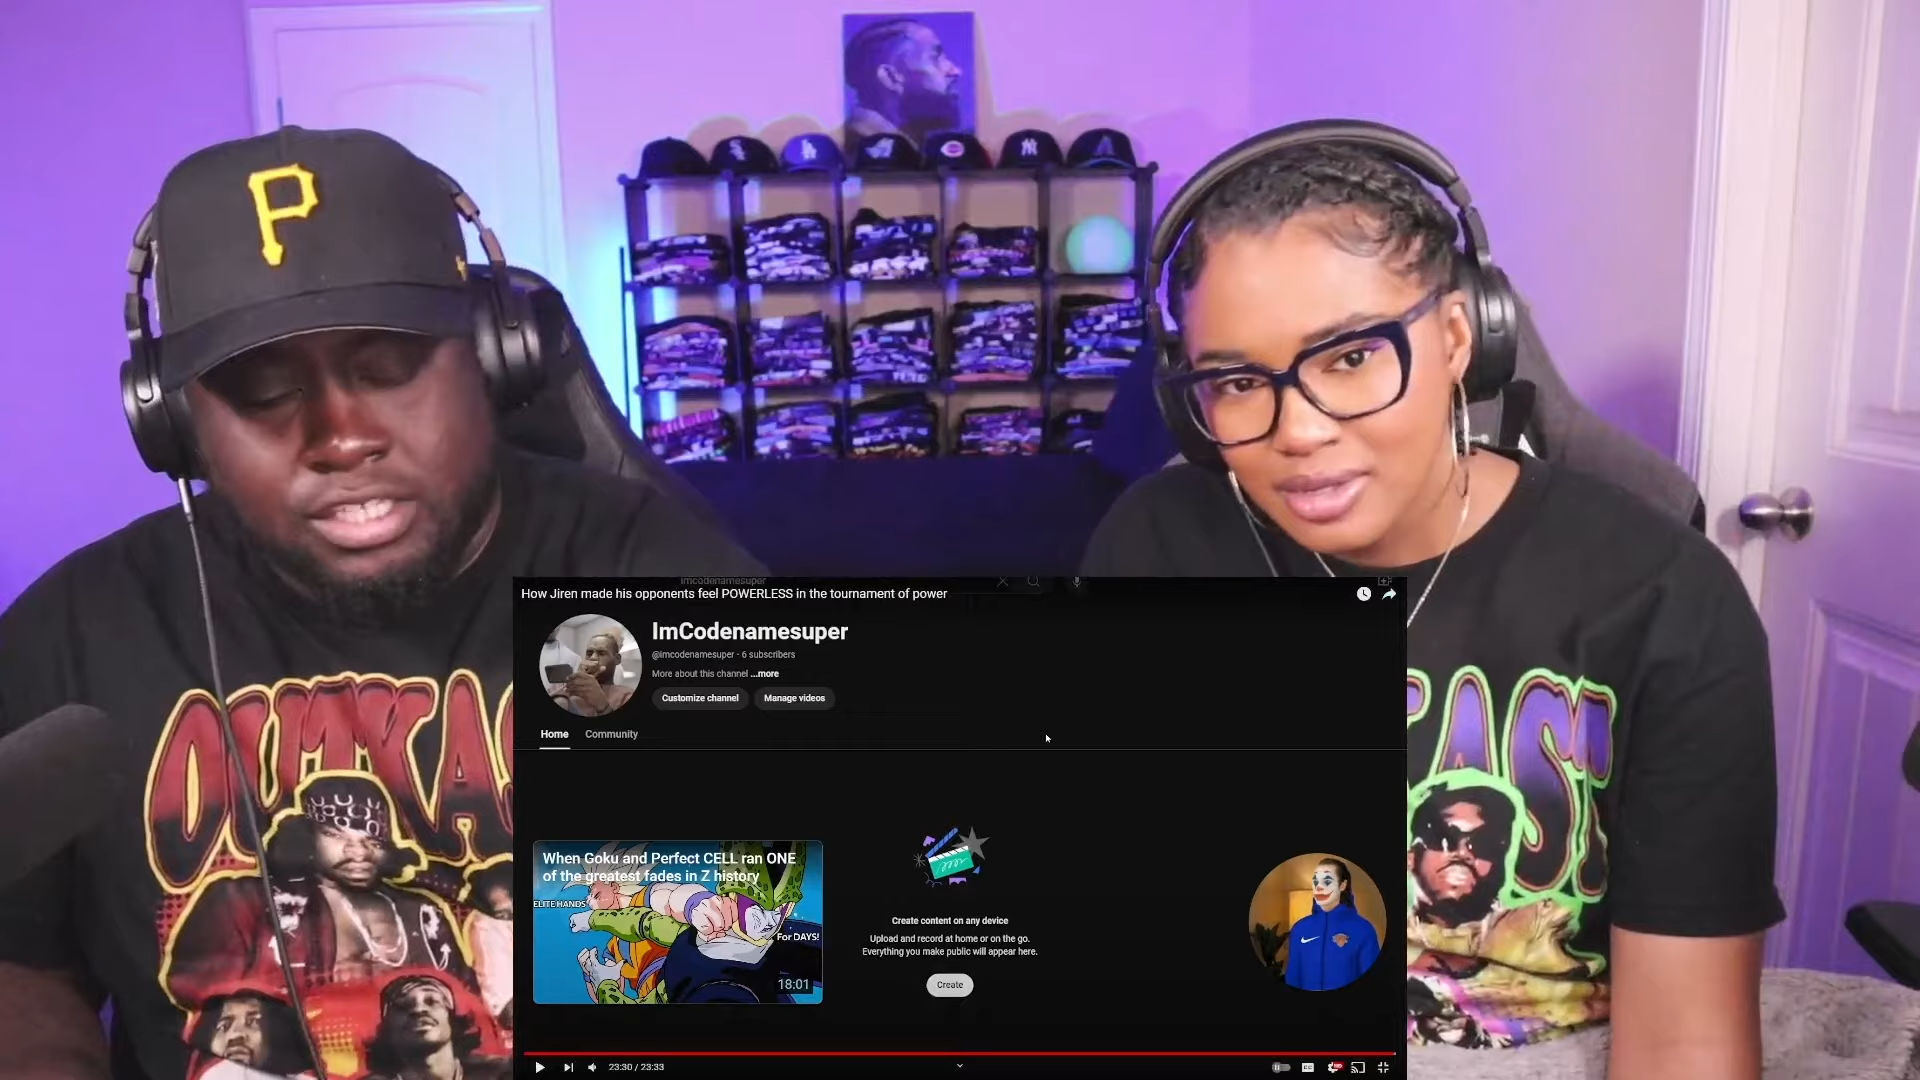 P
imcodenamesuper
How Jiren made his opponents feel POWERLESS in the tournament of power
ImCodenamesuper
@imcodenamesuper · 6 subscribers
More about this channel ...more
Customize channel
Manage videos
Home
Community
OUTKAS
AST
When Goku and Perfect CELL ran ONE
of the greatest fades in Z history
ELITE HANDS
For DAYS!
18:01
Create content on any device
Upload and record at home or on the go.
Everything you make public will appear here.
Create
23:30 / 23:33